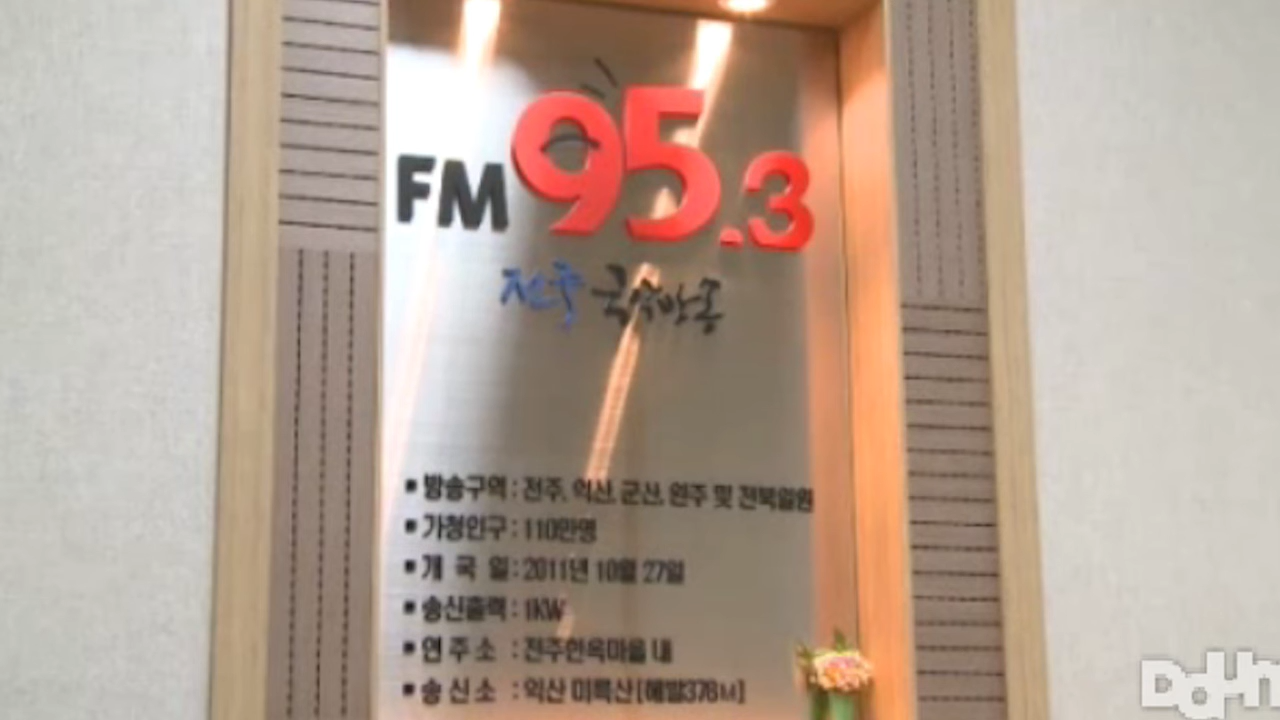 FM 95.3
전주 국악방송
▪ 방송구역 : 전주, 익산, 군산, 완주 및 전북일원
▪ 가청인구 : 110만명
▪ 개 국 일 : 2011년 10월 27일
▪ 송신출력 : 1KW
▪ 연 주 소 : 전주한옥마을 내
▪ 송 신 소 : 익산 미륵산 [해발376M]